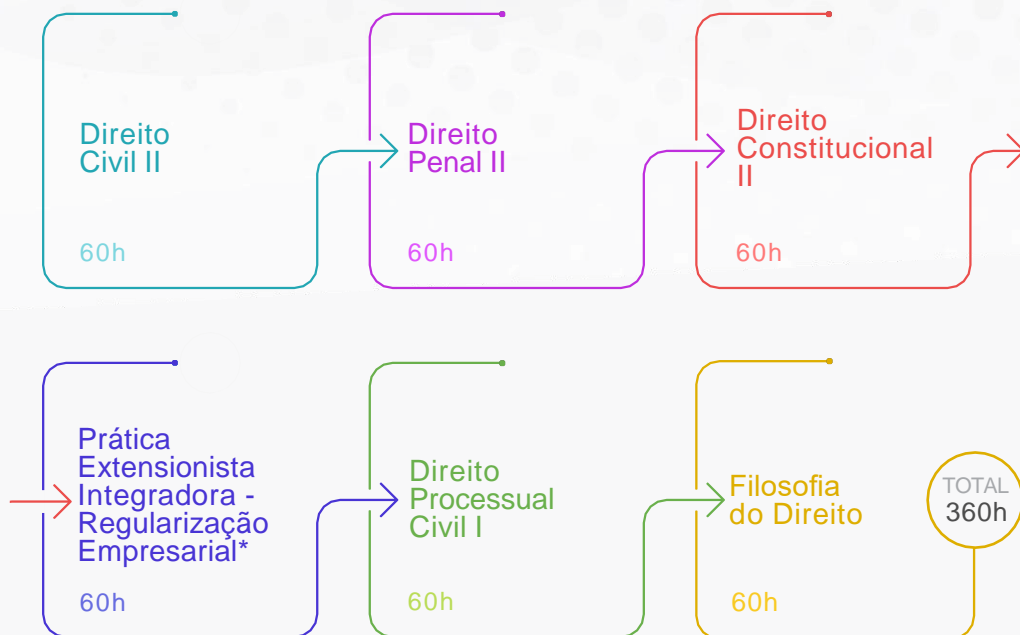 Direito
Civil II
60h
Direito
Penal II
60h
Direito
Constitucional
II
60h
Prática
Extensionista
Integradora -
Regularização
Empresarial*
60h
Direito
Processual
Civil I
60h
Filosofia
do Direito
60h
TOTAL
360h